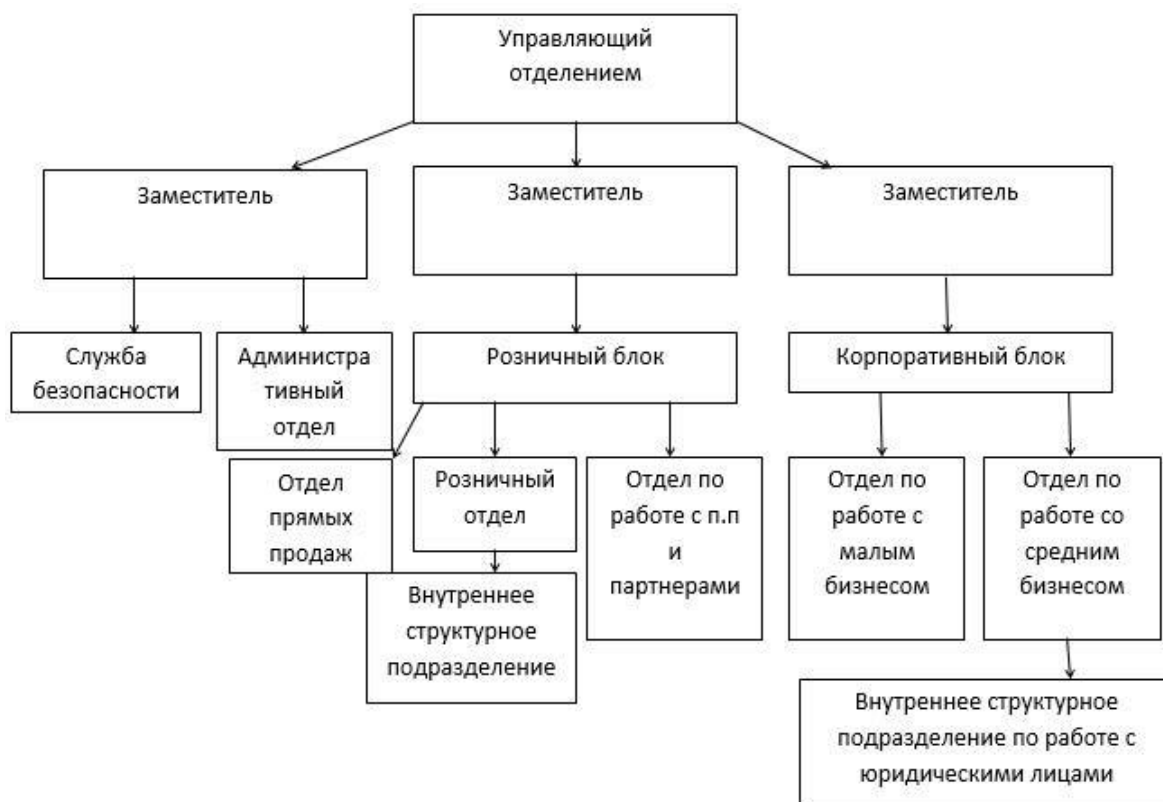 Управляющий
отделением
Заместитель
Заместитель
Заместитель
Служба
безопасности
Администра
тивный
отдел
Розничный блок
Корпоративный блок
Отдел
прямых
продаж
Розничный
отдел
Отдел по
работе с п.п
и
партнерами
Отдел по
работе с
малым
бизнесом
Отдел по
работе со
средним
бизнесом
Внутреннее
структурное
подразделение
Внутреннее структурное
подразделение по работе с
юридическими лицами